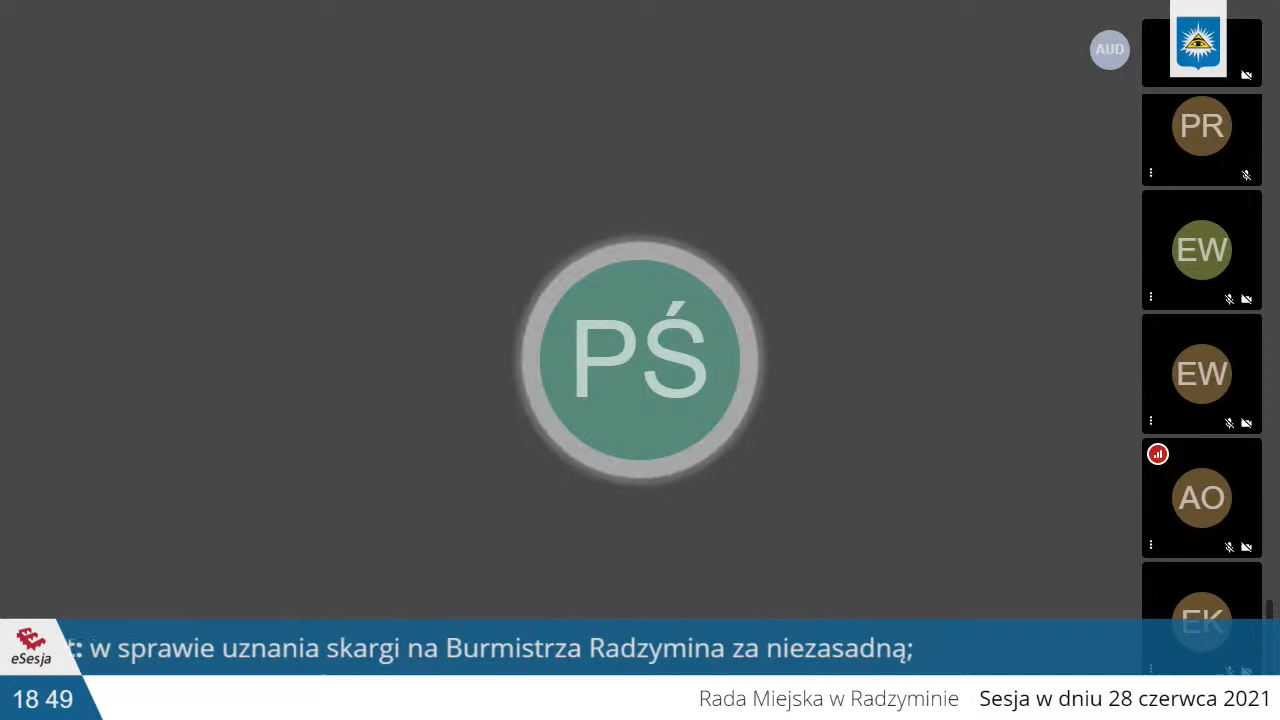 AUD
PR
EW
PŚ
EW
AO
EK
t: w sprawie uznania skargi na Burmistrza Radzymina za niezasadną;
eSesja
18 49
Rada Miejska w Radzyminie Sesja w dniu 28 czerwca 2021